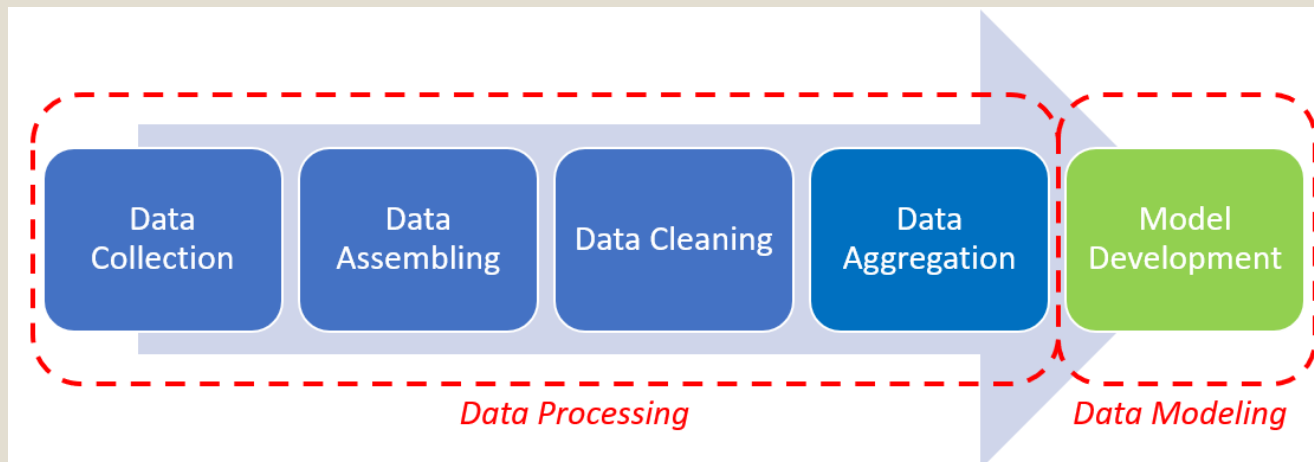 Data
Collection
Data
Assembling
Data Cleaning
Data
Aggregation
Model
Development
Data Processing
Data Modeling